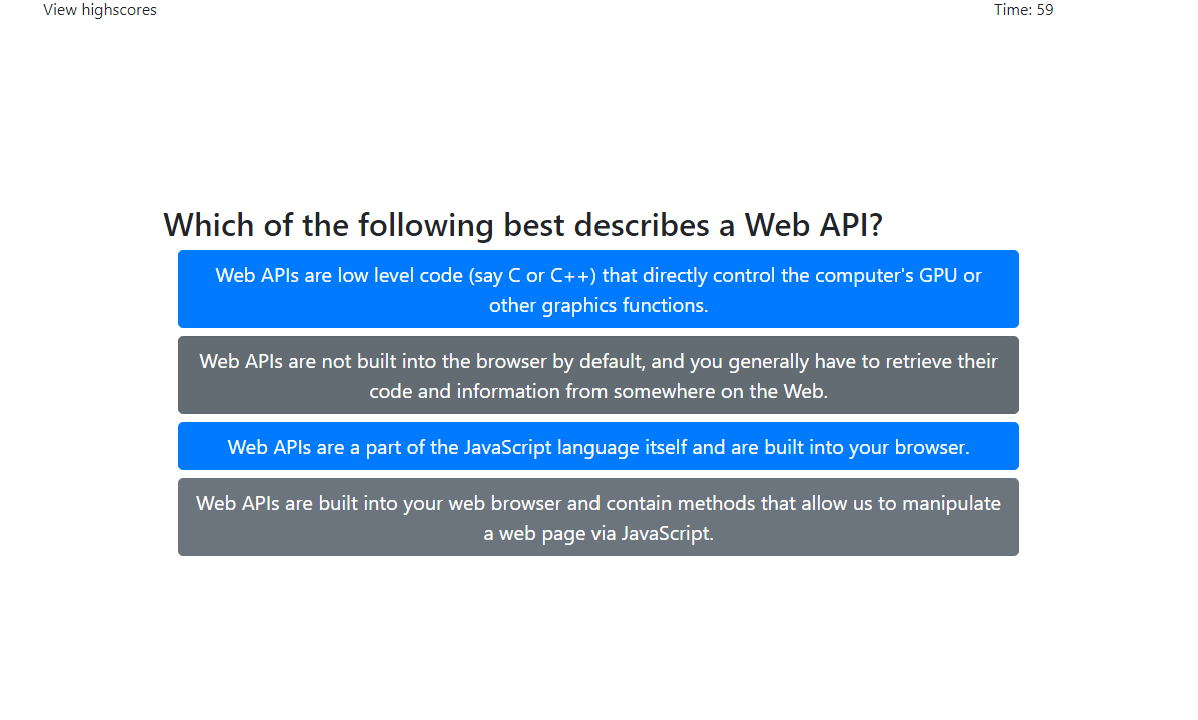 View highscores
Time: 59
Which of the following best describes a Web API?
Web APIs are low level code (say C or C++) that directly control the computer's GPU or
other graphics functions.
Web APIs are not built into the browser by default, and you generally have to retrieve their
code and information from somewhere on the Web.
Web APIs are a part of the JavaScript language itself and are built into your browser.
Web APIs are built into your web browser and contain methods that allow us to manipulate
a web page via JavaScript.